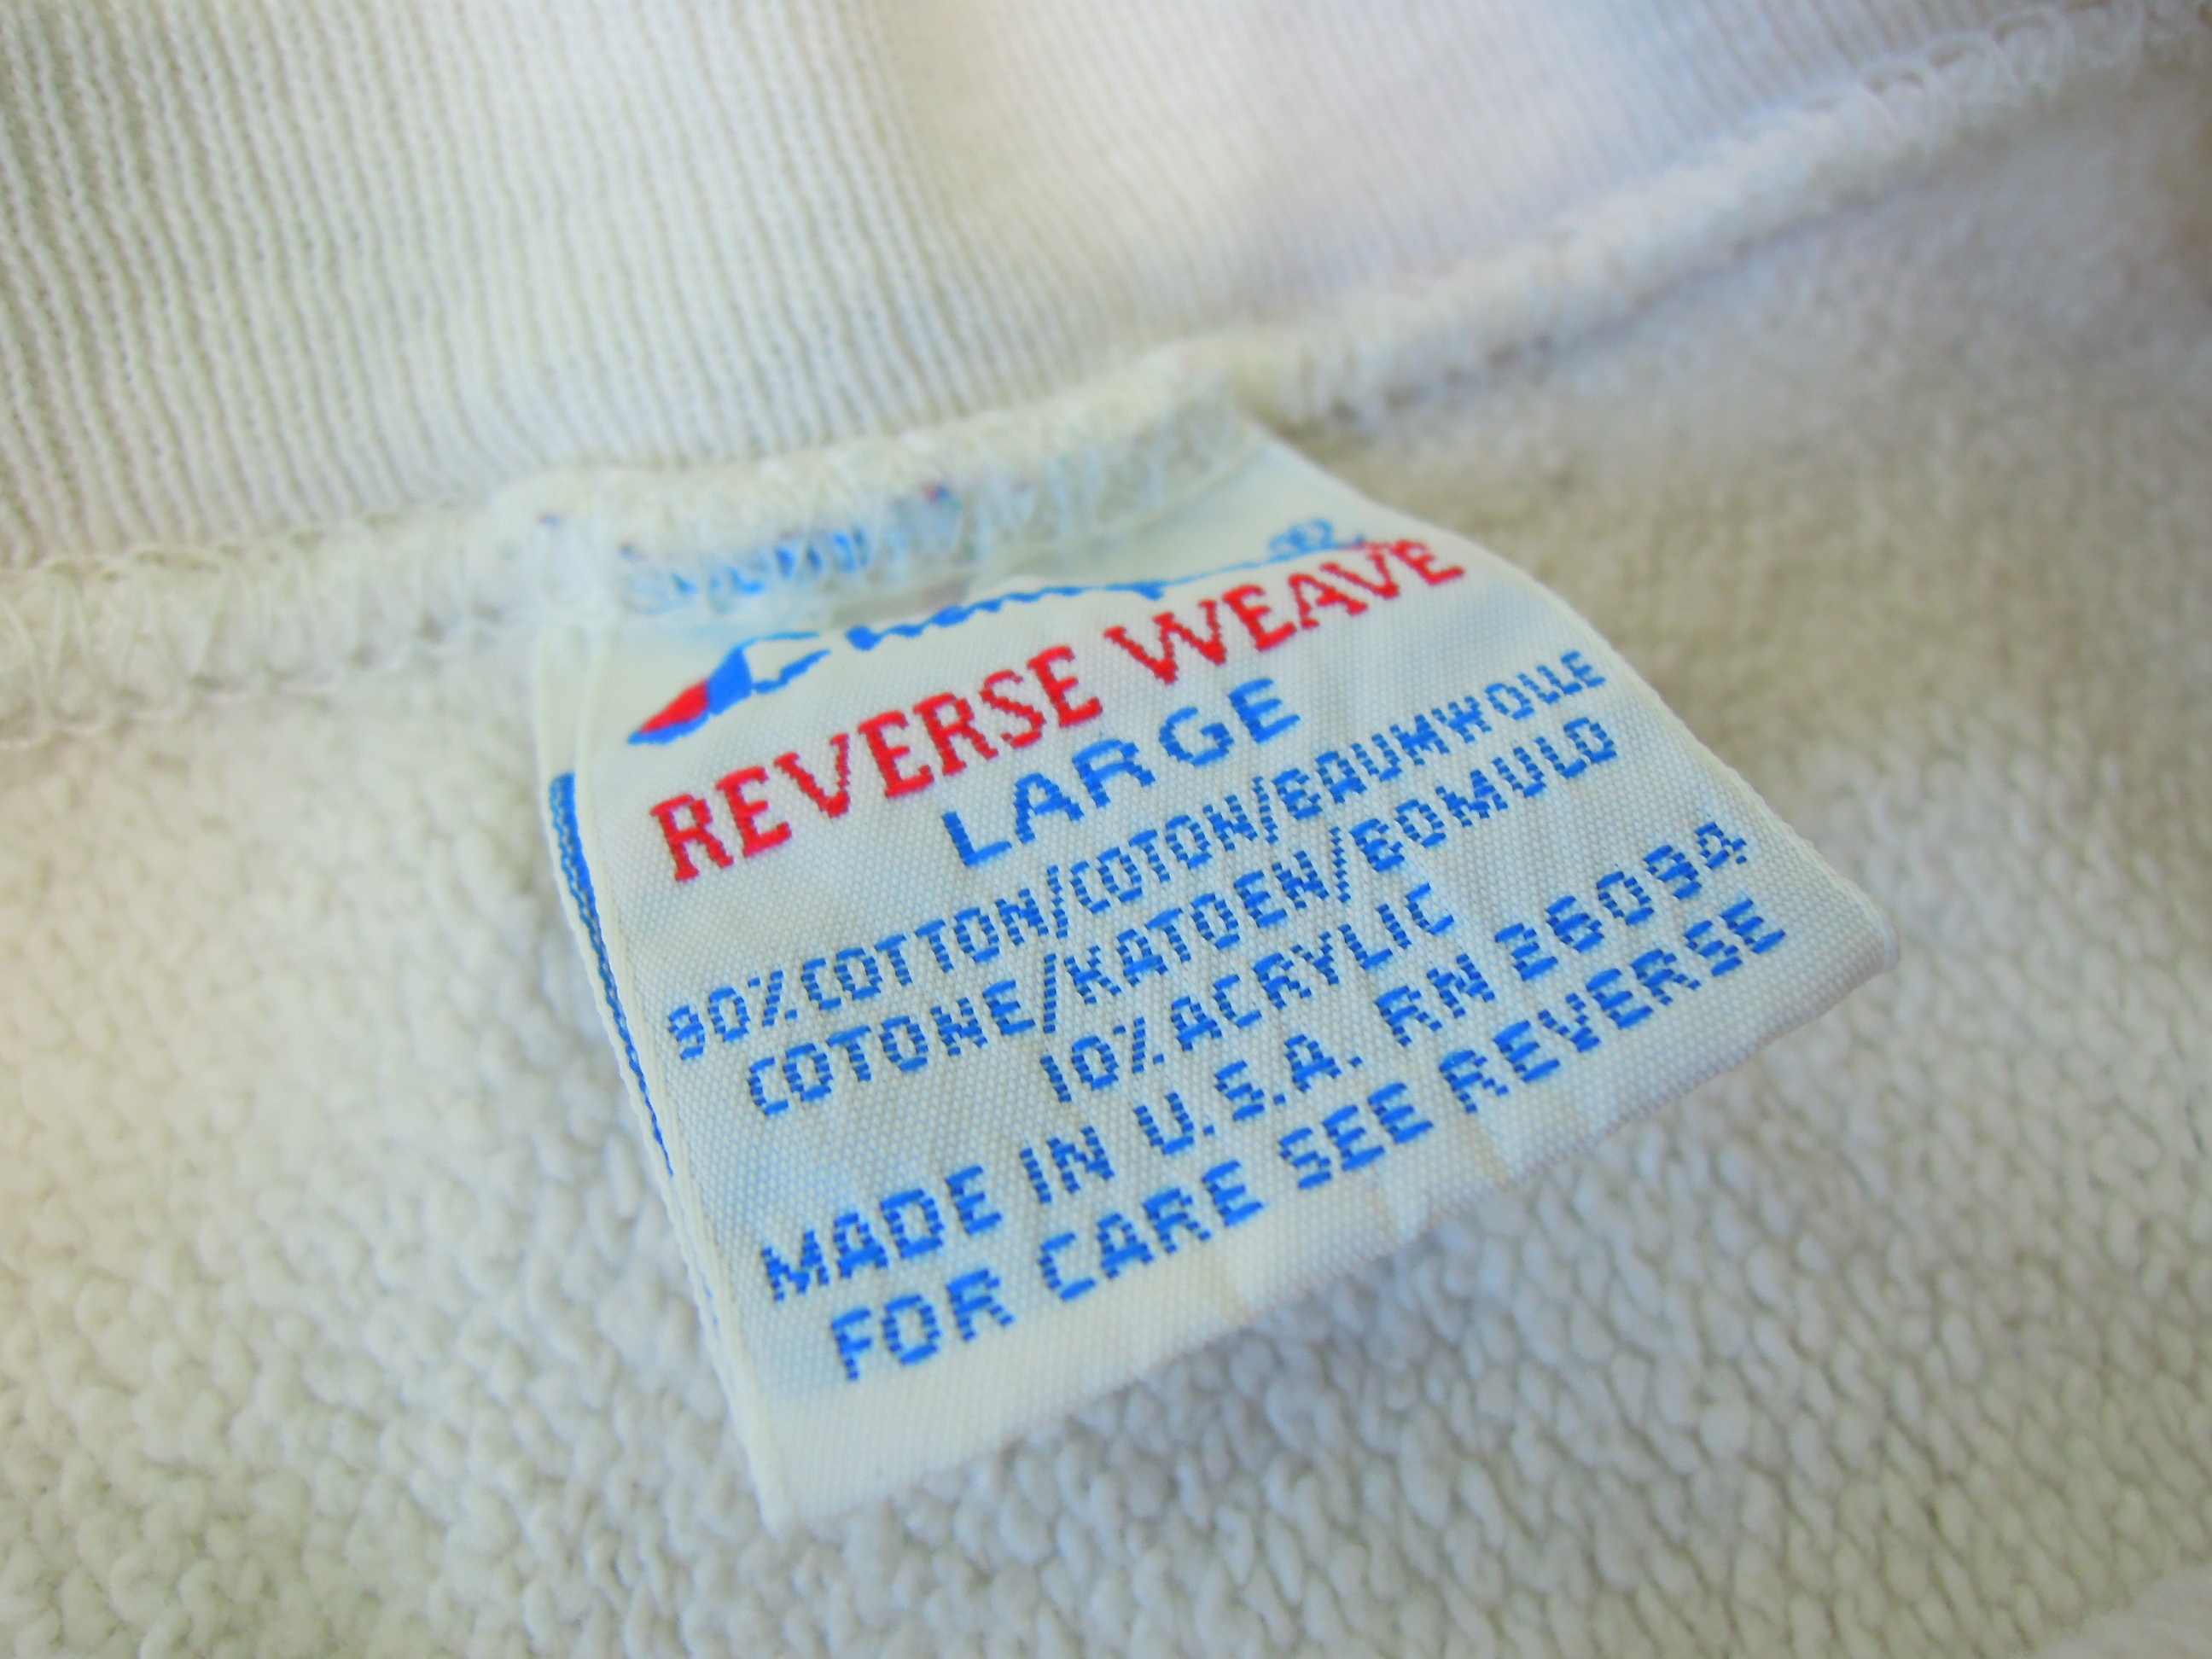 REVERSE WEAVE
LARGE
90% COTTON/COTON/BAUMWOLLE
COTONE/KATOEN/BOMULD
10% ACRYLIC
MADE IN U.S.A. RN 26094
FOR CARE SEE REVERSE